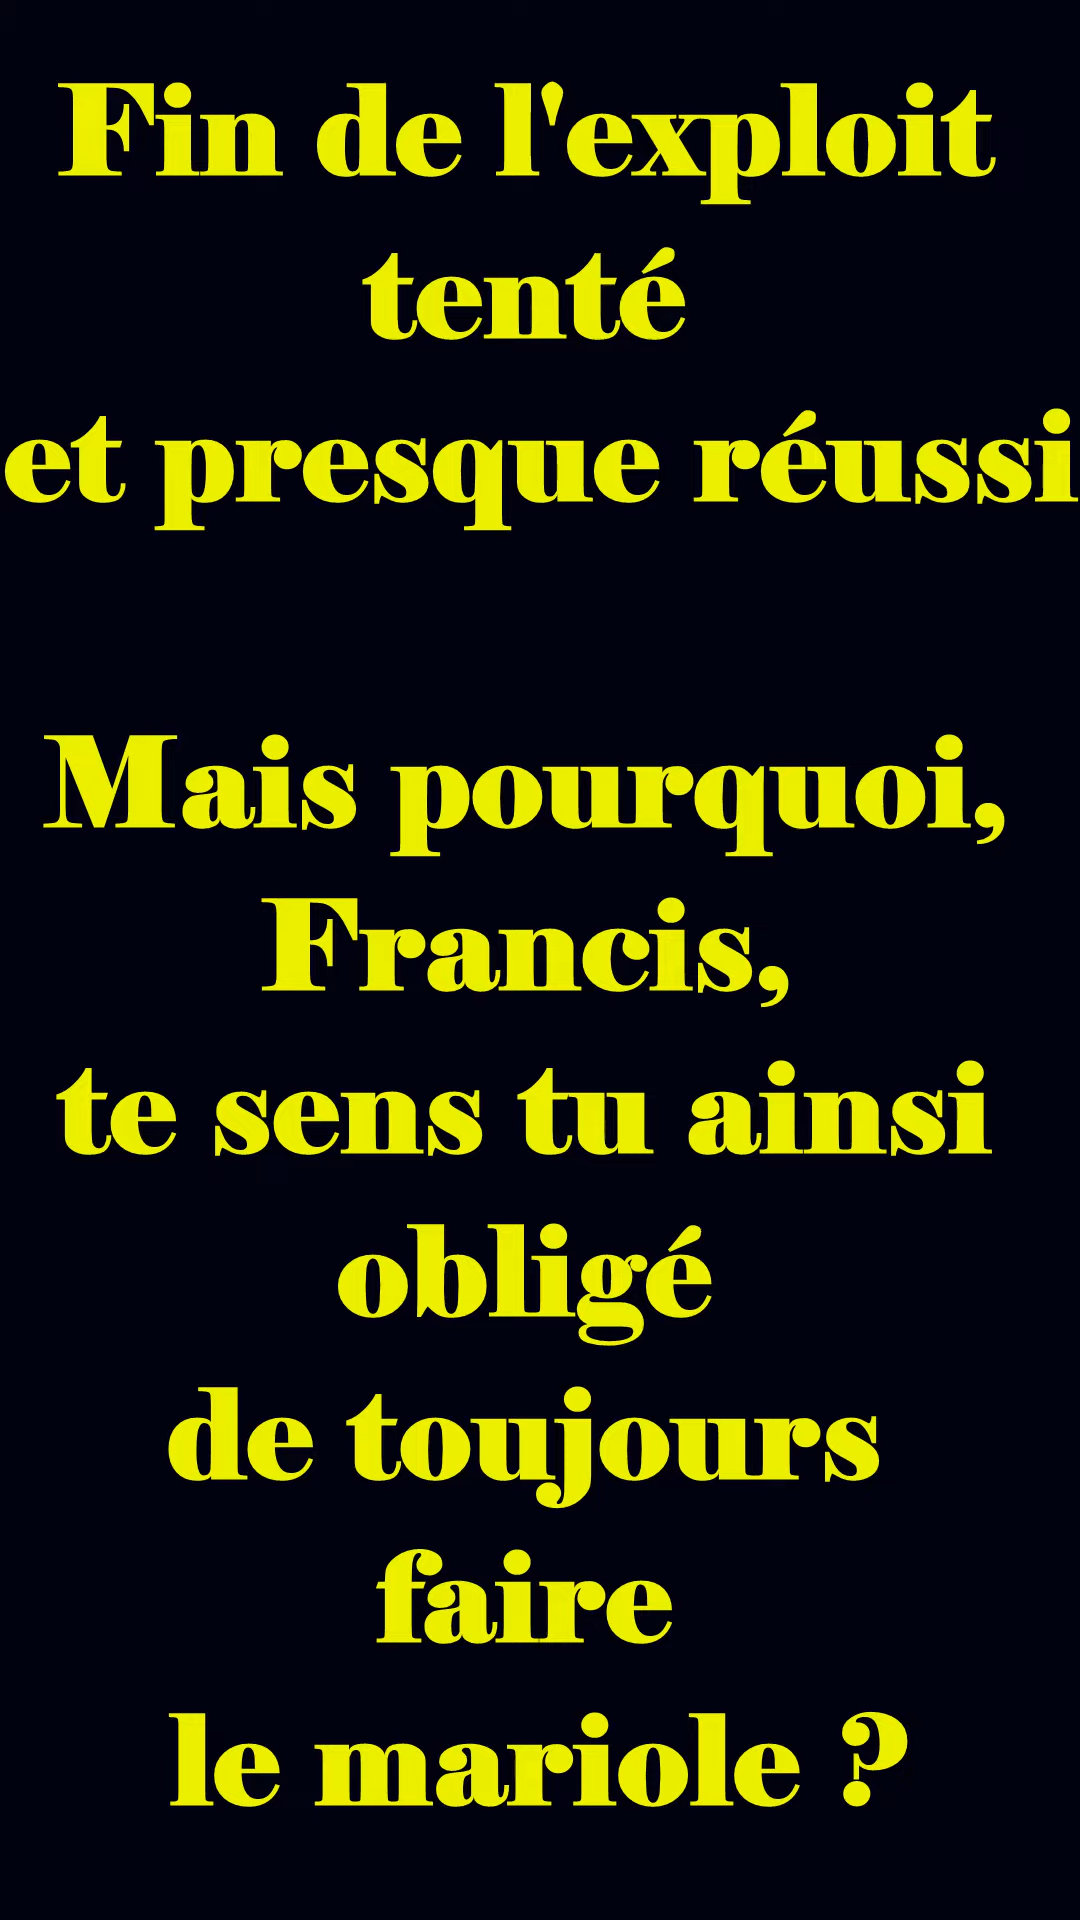 Fin de l'exploit
tenté
et presque réussi
Mais pourquoi,
Francis,
te sens tu ainsi
obligé
de toujours
faire
le mariole ?